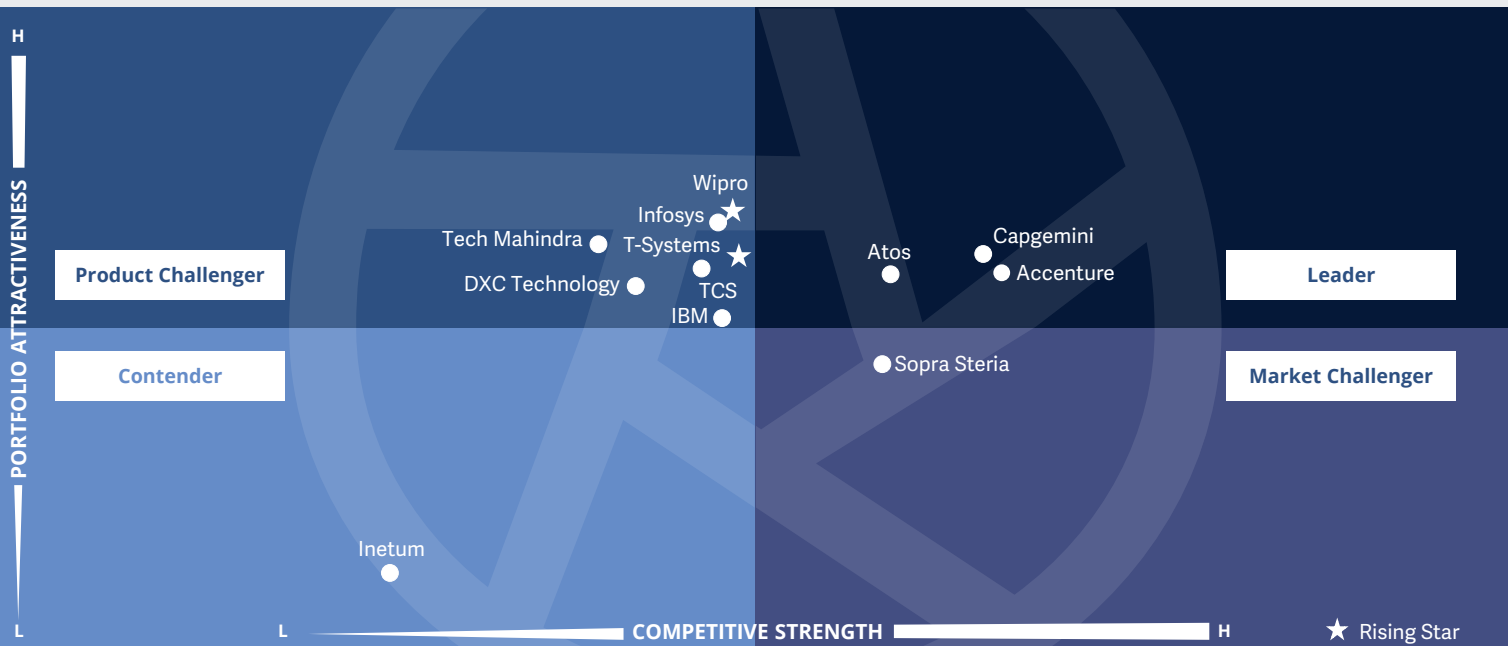 H
PORTFOLIO ATTRACTIVENESS
L
Wipro
Infosys
Tech Mahindra
T-Systems
DXC Technology
TCS
IBM
Capgemini
Atos
Accenture
Product Challenger
Leader
Contender
Sopra Steria
Market Challenger
Inetum
L
COMPETITIVE STRENGTH
H
Rising Star